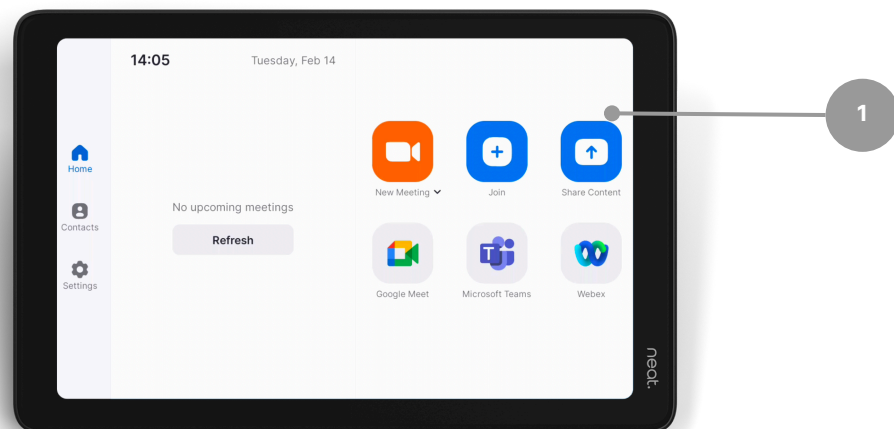 14:05
Tuesday, Feb 14
1
Home
New Meeting
Join
Share Content
Contacts
No upcoming meetings
Refresh
Settings
Google Meet
Microsoft Teams
Webex
neat.